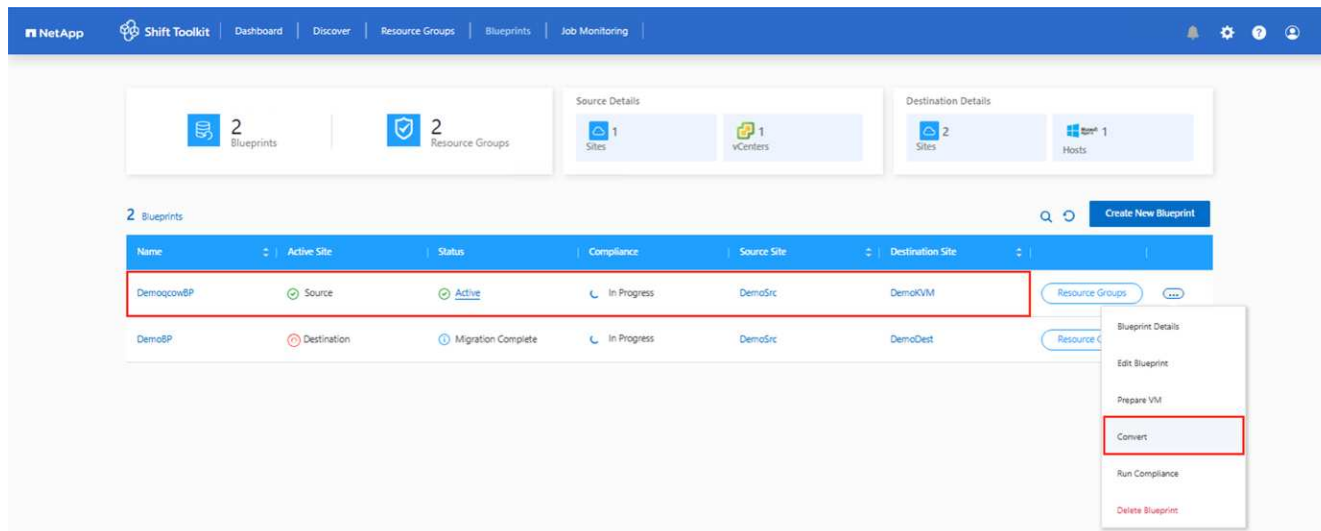 NetApp Shift Toolkit Dashboard Discover Resource Groups Blueprints Job Monitoring
2
Blueprints
2
Resource Groups
Source Details
1
Sites
1
vCenters
Destination Details
2
Sites
1
Hosts
2 Blueprints
Create New Blueprint
Name Active Site Status Compliance Source Site Destination Site
DemoqcowBP Source Active In Progress DemoSrc DemoKVM Resource Groups ...
DemoBP Destination Migration Complete In Progress DemoSrc DemoDest Resource G
Blueprint Details
Edit Blueprint
Prepare VM
Convert
Run Compliance
Delete Blueprint